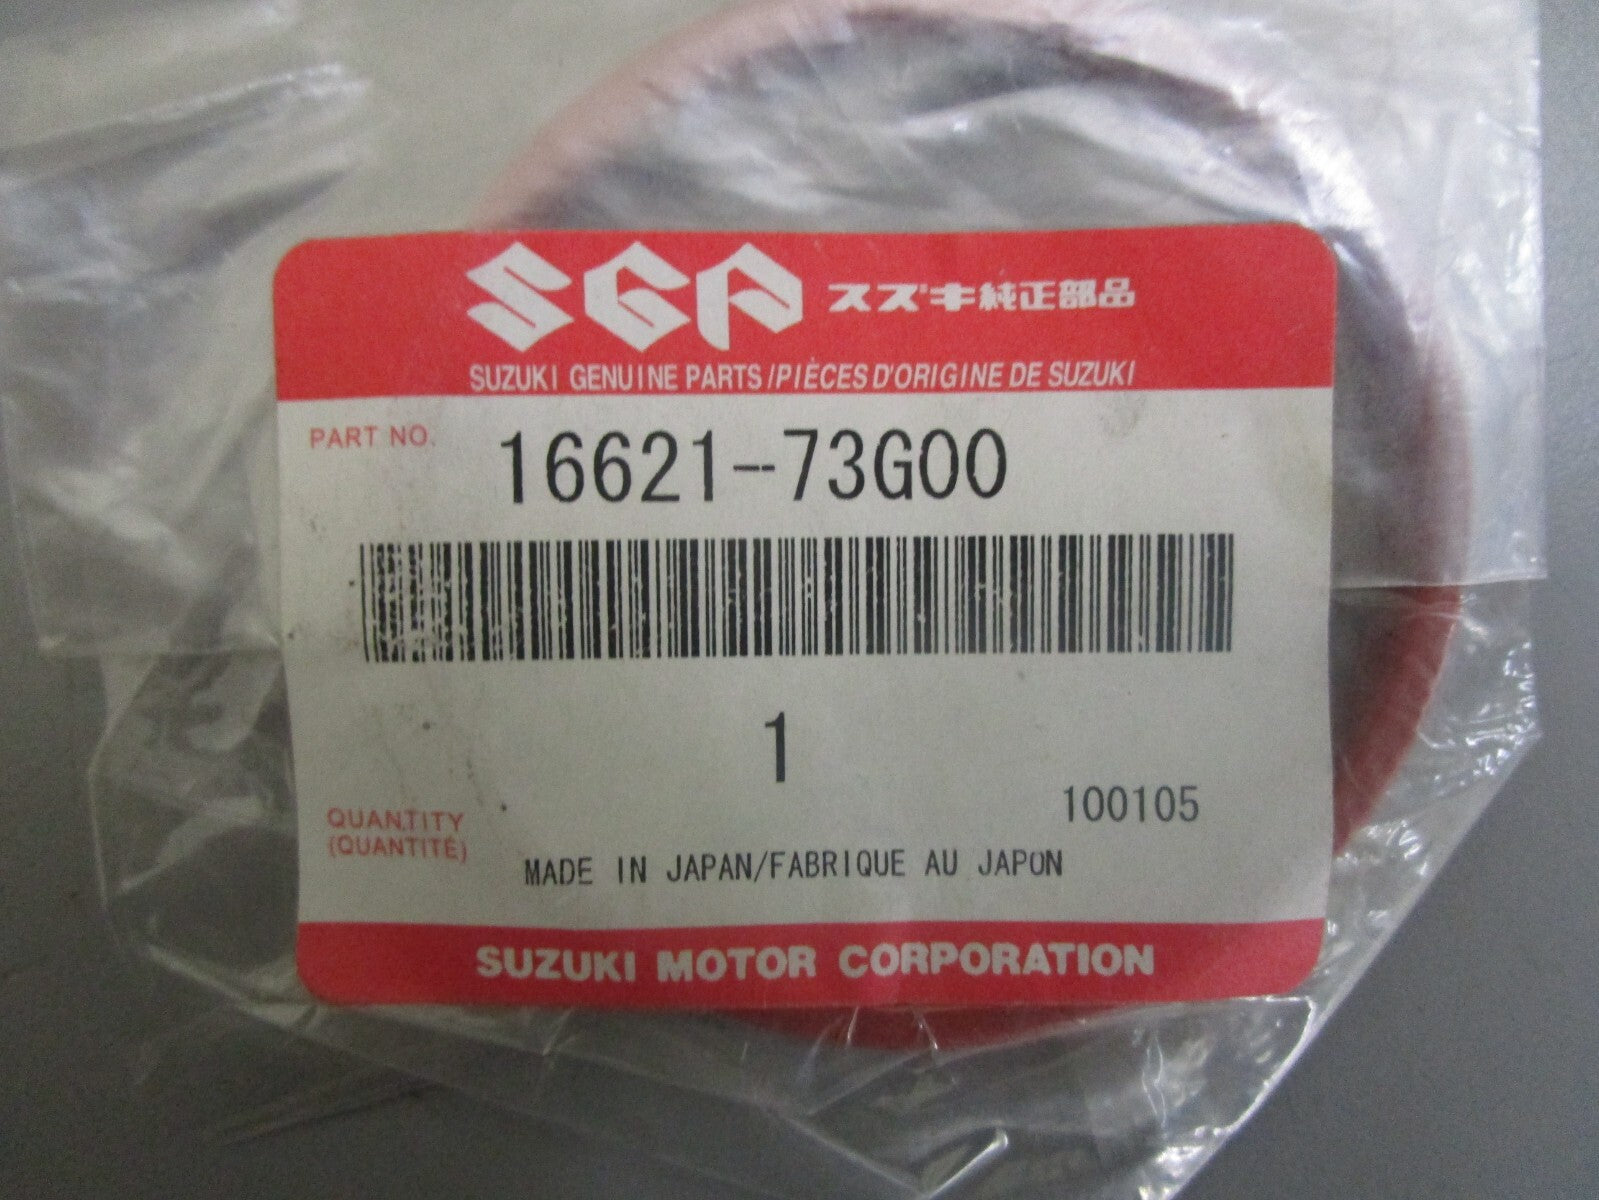 SGP スズキ純正部品
SUZUKI GENUINE PARTS/PIÈCES D'ORIGINE DE SUZUKI
PART NO. 16621-73G00
1
100105
QUANTITY
(QUANTITÉ)
MADE IN JAPAN/FABRIQUE AU JAPON
SUZUKI MOTOR CORPORATION